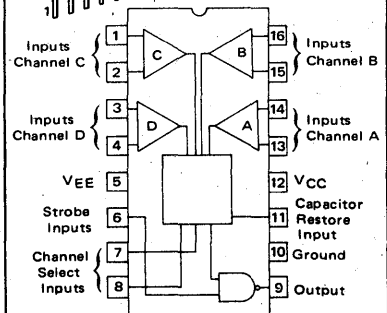 1
1
16
Inputs
Channel C
C
B
Inputs
Channel B
2
15
3
14
Inputs
Channel D
D
A
Inputs
Channel A
4
13
VEE
5
12
VCC
Strobe
Inputs
6
11
Capacitor
Restore
Input
Channel
Select
Inputs
7
10
Ground
8
9
Output